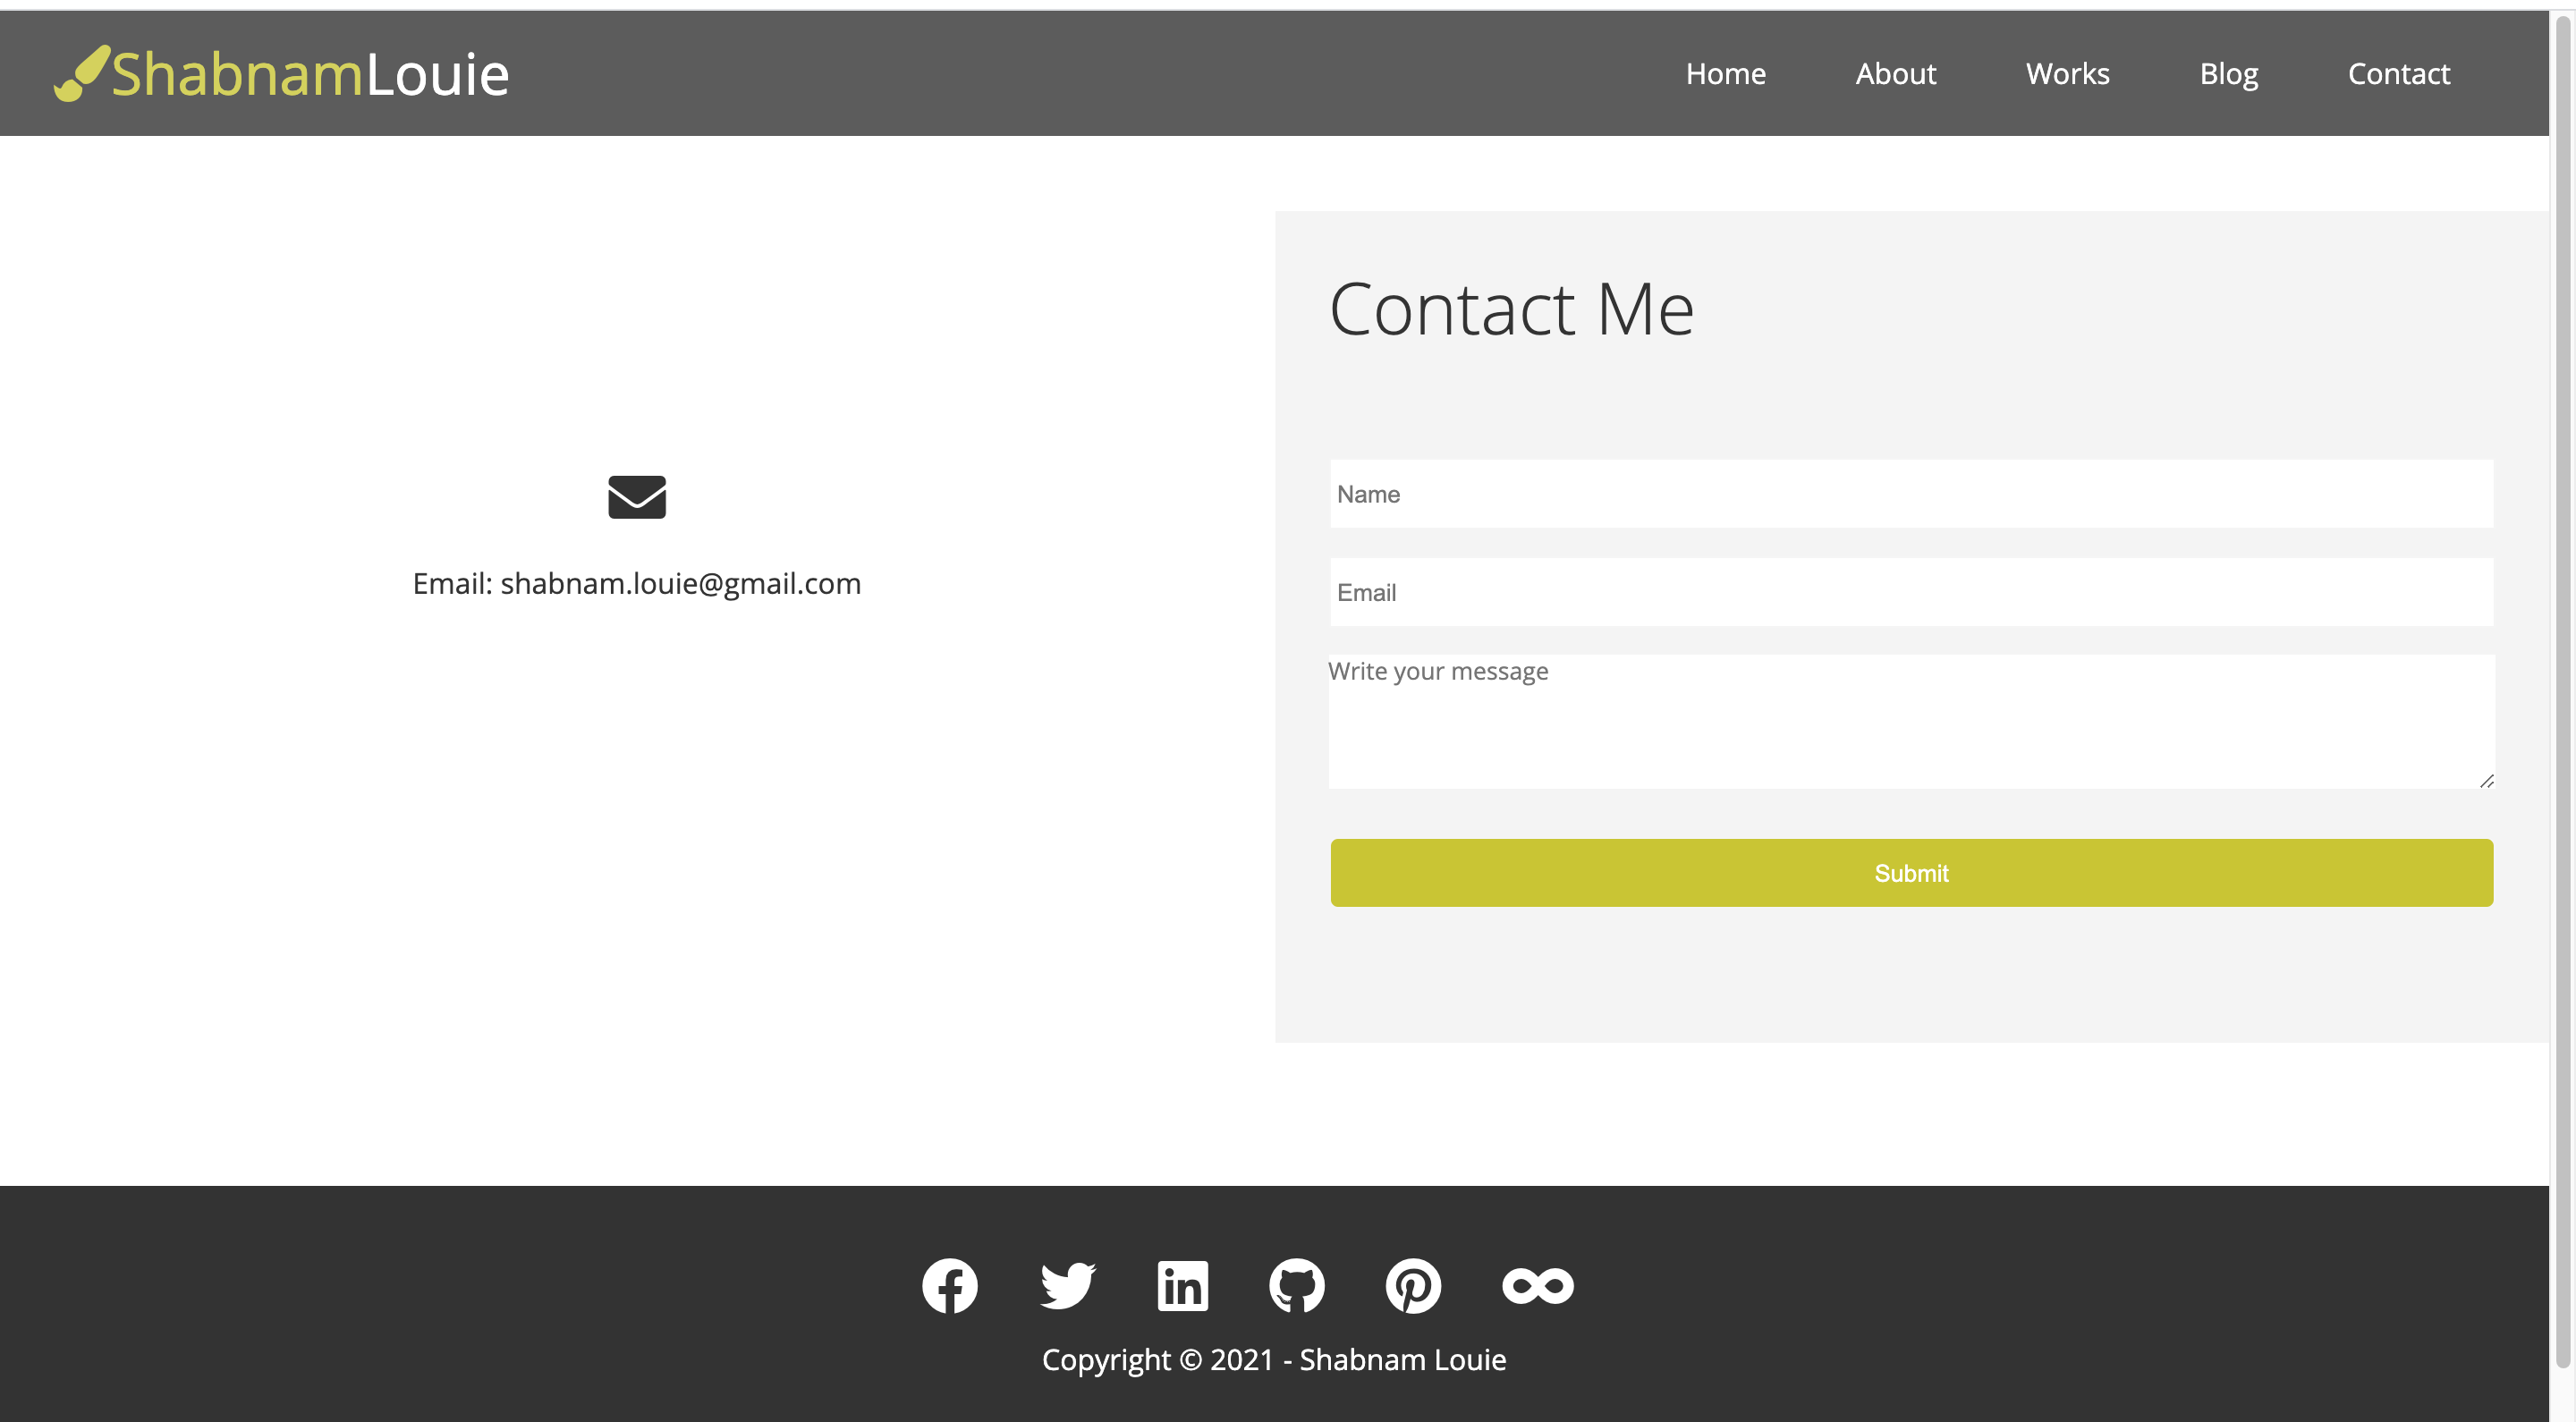 ShabnamLouie
Home About Works Blog Contact
Contact Me
Email: shabnam.louie@gmail.com
Name
Email
Write your message
Submit
Copyright © 2021 - Shabnam Louie